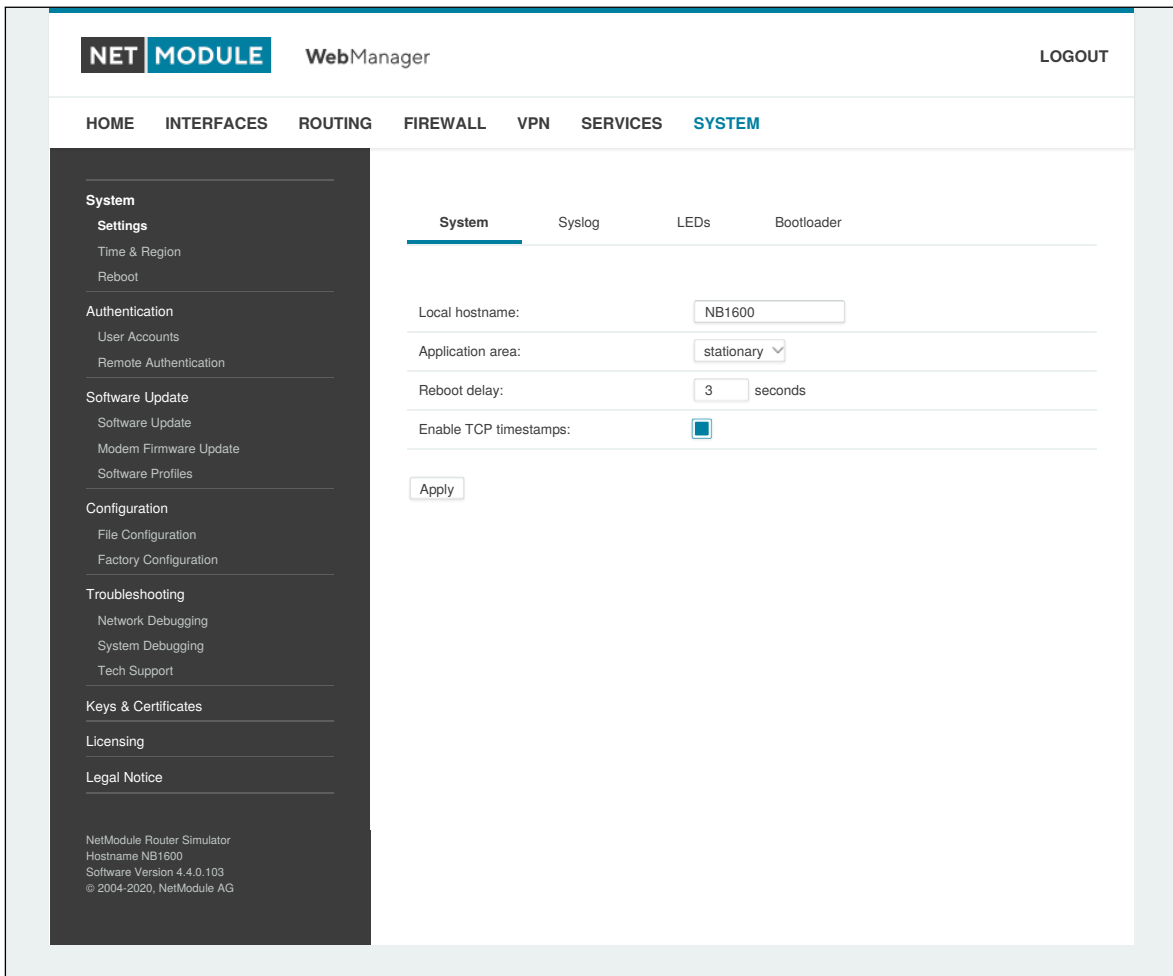 NET MODULE WebManager LOGOUT
HOME INTERFACES ROUTING FIREWALL VPN SERVICES SYSTEM
System
Settings
Time & Region
Reboot
Authentication
User Accounts
Remote Authentication
Software Update
Software Update
Modem Firmware Update
Software Profiles
Configuration
File Configuration
Factory Configuration
Troubleshooting
Network Debugging
System Debugging
Tech Support
Keys & Certificates
Licensing
Legal Notice
NetModule Router Simulator
Hostname NB1600
Software Version 4.4.0.103
© 2004-2020, NetModule AG
System Syslog LEDs Bootloader
Local hostname: NB1600
Application area: stationary
Reboot delay: 3 seconds
Enable TCP timestamps:
Apply